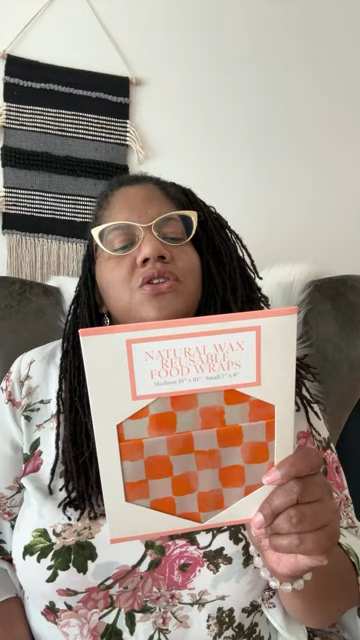 NATURAL WAX
REUSABLE
FOOD WRAPS
Medium 10" x 10" | Small 7" x 8"